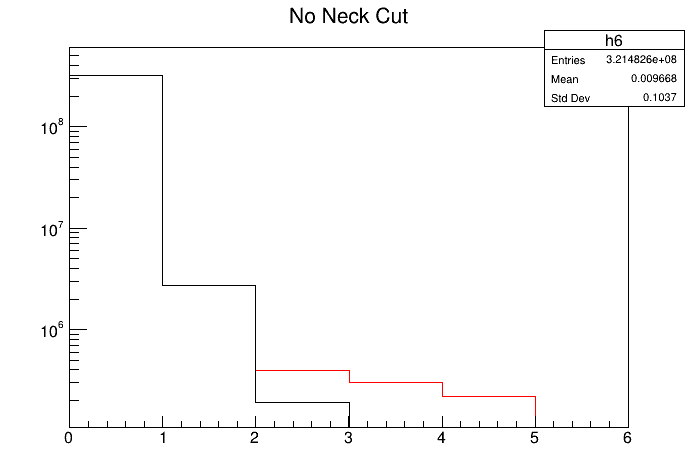 No Neck Cut
h6
Entries 3.214826e+08
Mean 0.009668
Std Dev 0.1037
10^8
10^7
10^6
0 1 2 3 4 5 6